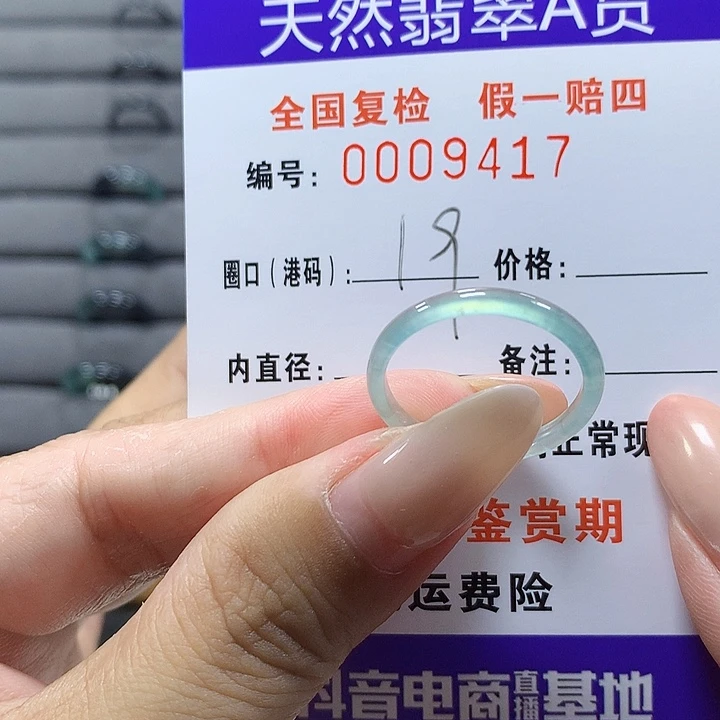 天然翡翠A货
全国复检 假一赔四
编号: 0009417
圈口(港码): 19 价格:
内直径: 备注:
正常现
鉴赏期
运费险
抖音电商直播基地